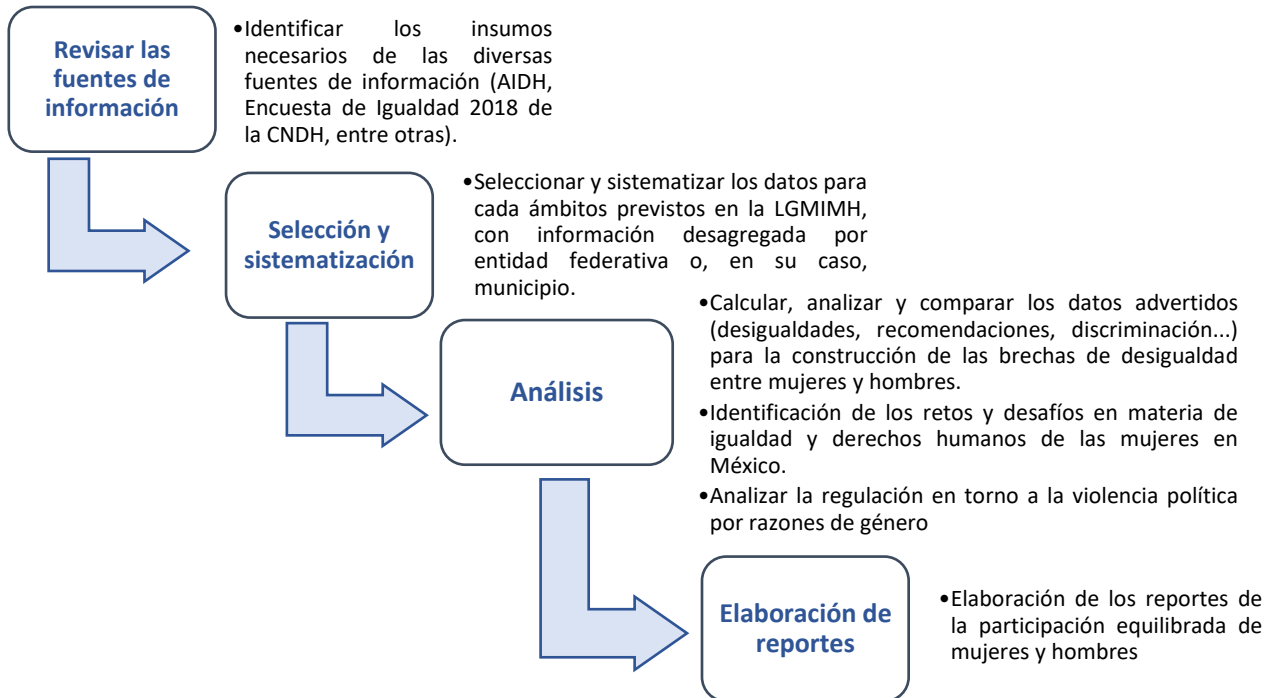 Revisar las
fuentes de
información
•Identificar los insumos
necesarios de las diversas
fuentes de información (AIDH,
Encuesta de Igualdad 2018 de
la CNDH, entre otras).
Selección y
sistematización
•Seleccionar y sistematizar los datos para
cada ámbitos previstos en la LGMIMH,
con información desagregada por
entidad federativa o, en su caso,
municipio.
Análisis
•Calcular, analizar y comparar los datos advertidos
(desigualdades, recomendaciones, discriminación...)
para la construcción de las brechas de desigualdad
entre mujeres y hombres.
•Identificación de los retos y desafíos en materia de
igualdad y derechos humanos de las mujeres en
México.
•Analizar la regulación en torno a la violencia política
por razones de género
Elaboración de
reportes
•Elaboración de los reportes de
la participación equilibrada de
mujeres y hombres